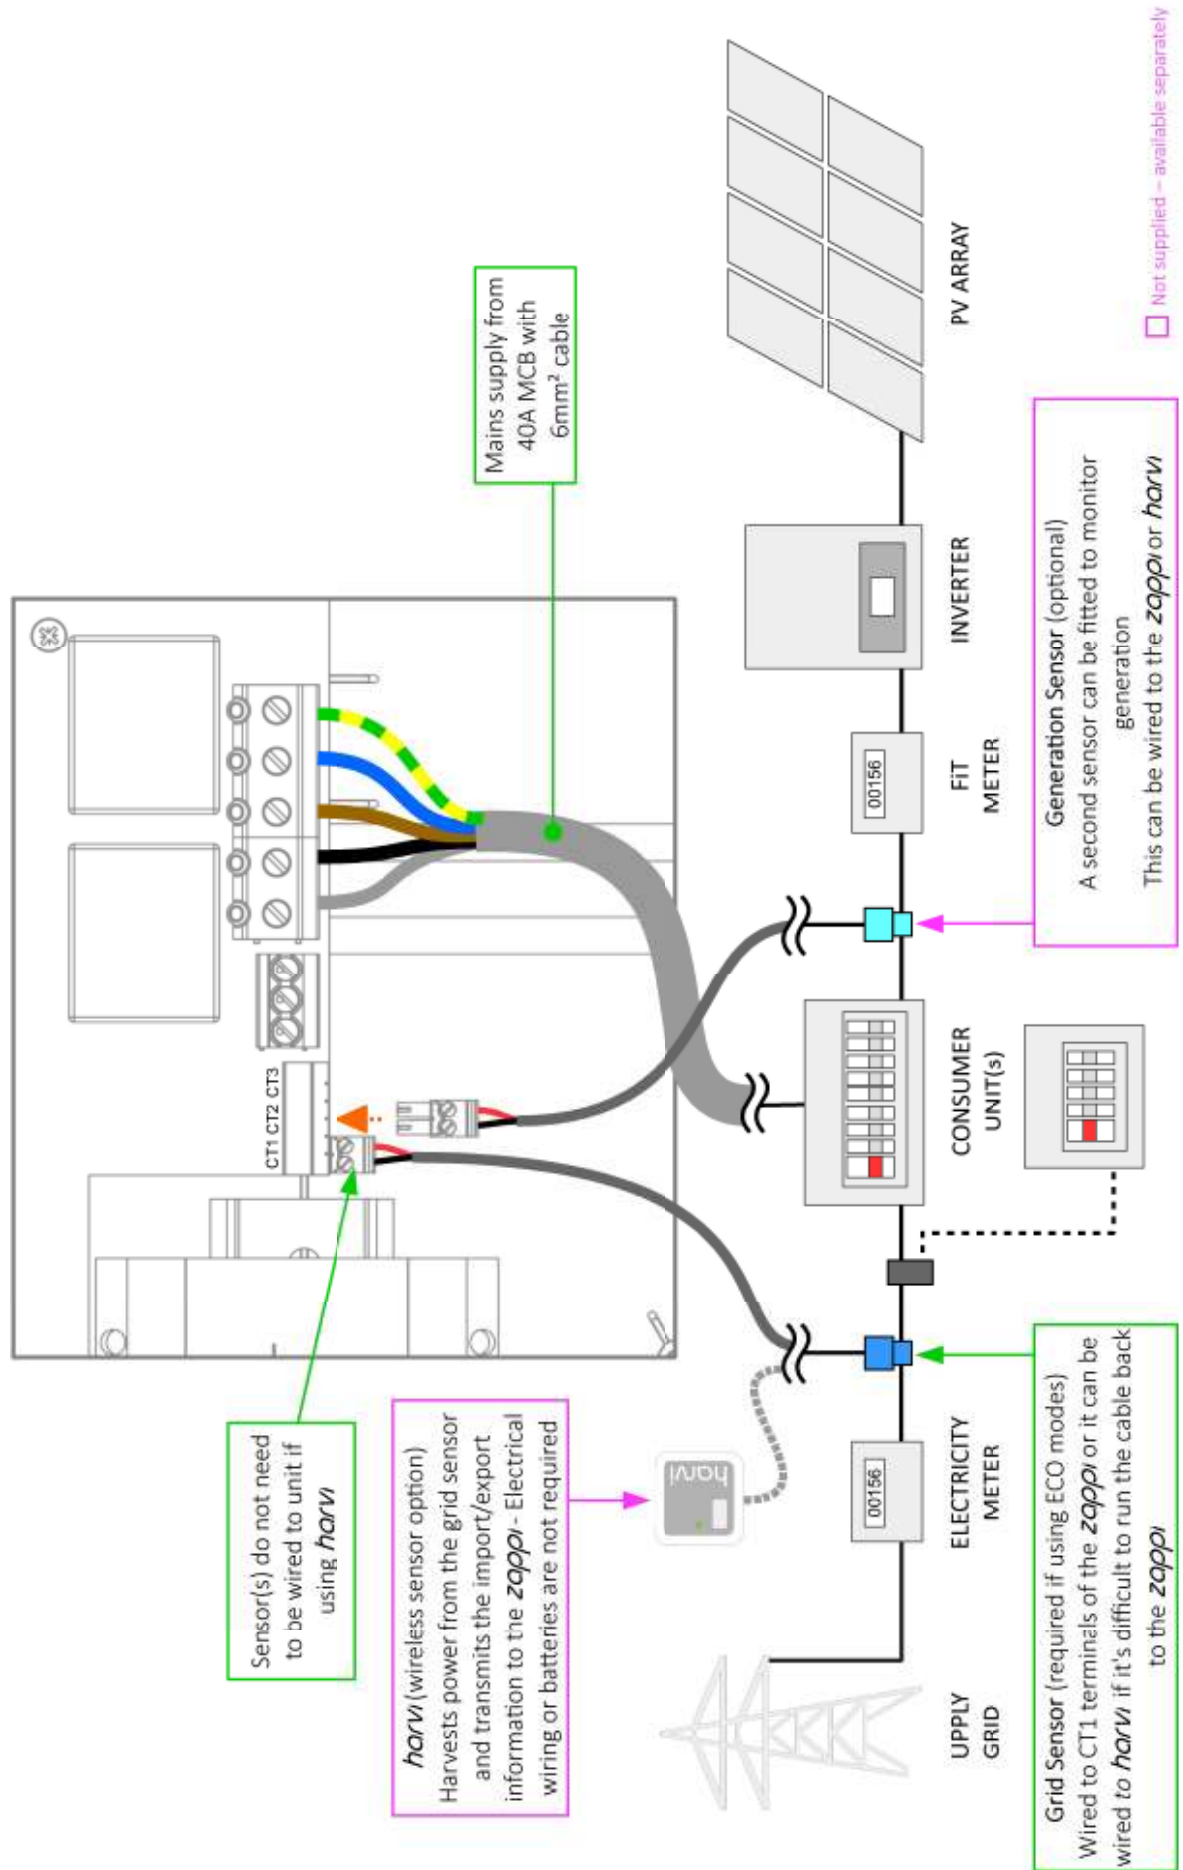 Sensor(s) do not need
to be wired to unit if
using harvi
CT1 CT2 CT3
Mains supply from
40A MCB with
6mm² cable
harvi (wireless sensor option)
Harvests power from the grid sensor
and transmits the import/export
information to the zappi - Electrical
wiring or batteries are not required
harvi
00156
00156
UPPLY
GRID
ELECTRICITY
METER
CONSUMER
UNIT(s)
FiT
METER
INVERTER
PV ARRAY
Grid Sensor (required if using ECO modes)
Wired to CT1 terminals of the zappi or it can be
wired to harvi if it's difficult to run the cable back
to the zappi
Generation Sensor (optional)
A second sensor can be fitted to monitor
generation
This can be wired to the zappi or harvi
Not supplied – available separately